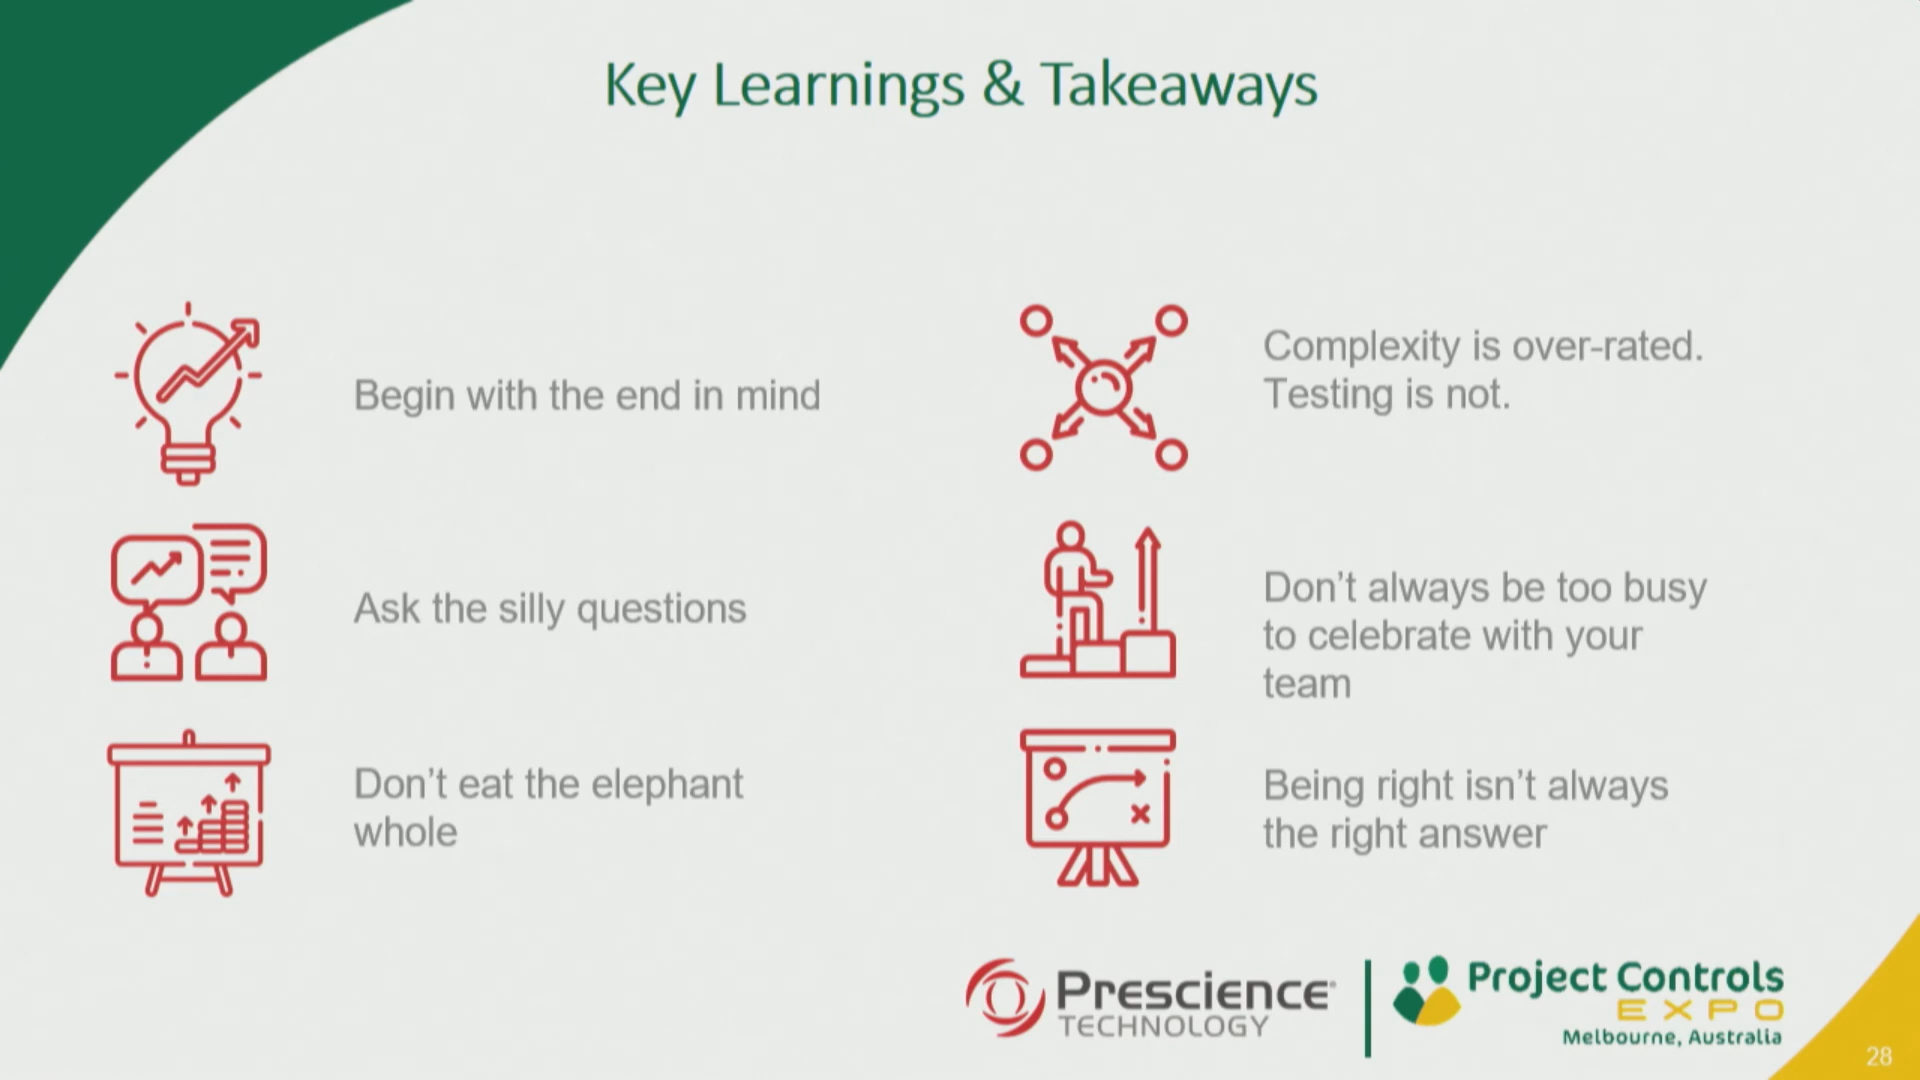 Key Learnings & Takeaways
Begin with the end in mind
Ask the silly questions
Don't eat the elephant
whole
Complexity is over-rated.
Testing is not.
Don't always be too busy
to celebrate with your
team
Being right isn't always
the right answer
Prescience
TECHNOLOGY
Project Controls
EXPO
Melbourne, Australia
28